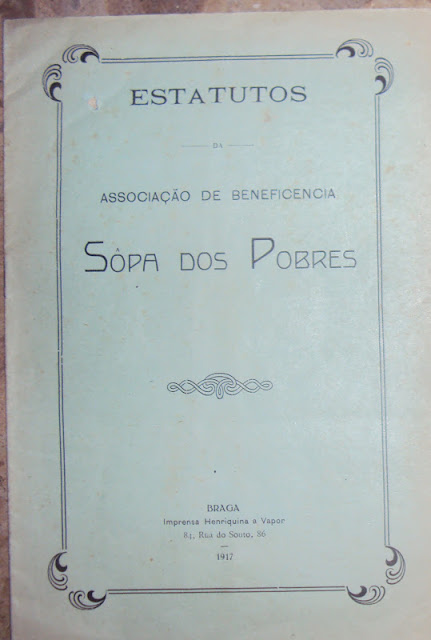 ESTATUTOS
DA
ASSOCIAÇÃO DE BENEFICENCIA
SÔPA DOS POBRES
BRAGA
Imprensa Henriquina a Vapor
84, Rua do Souto, 86
1917